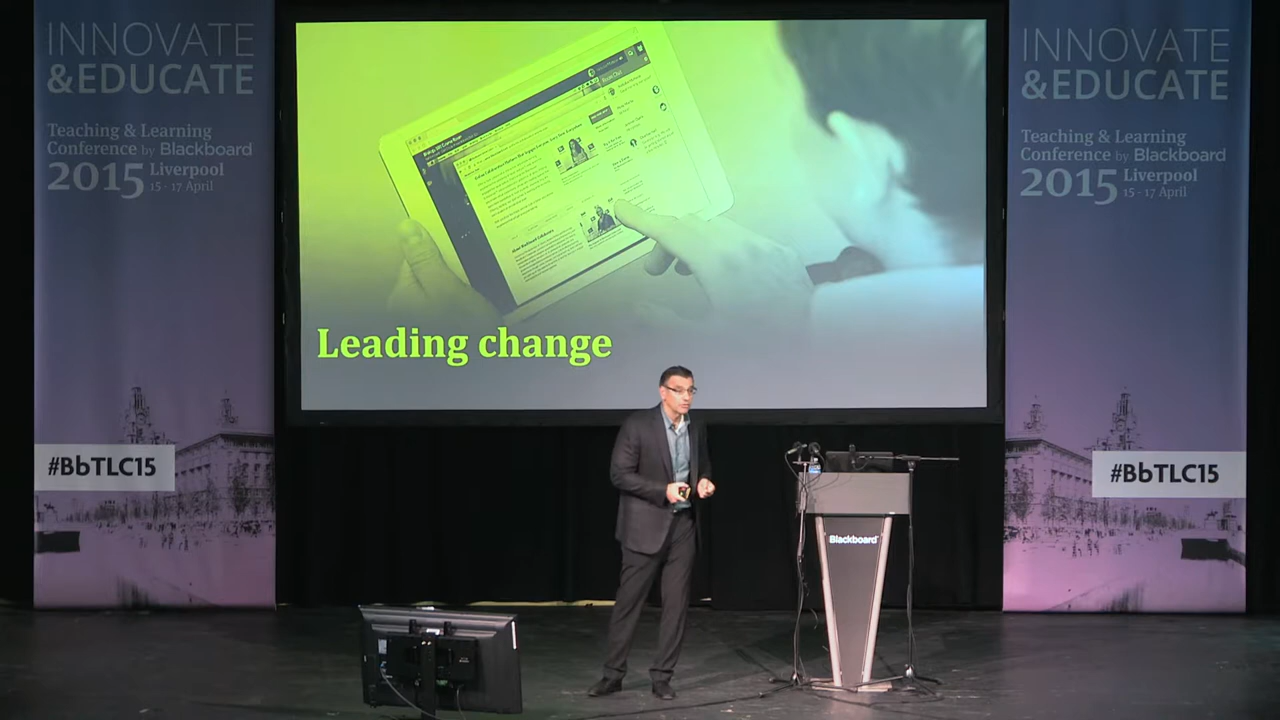 INNOVATE
&EDUCATE
Teaching & Learning
Conference by Blackboard
2015 Liverpool
15 - 17 April
#BbTLC15
Leading change
Blackboard
INNOVATE
&EDUCATE
Teaching & Learning
Conference by Blackboard
2015 Liverpool
15 - 17 April
#BbTLC15